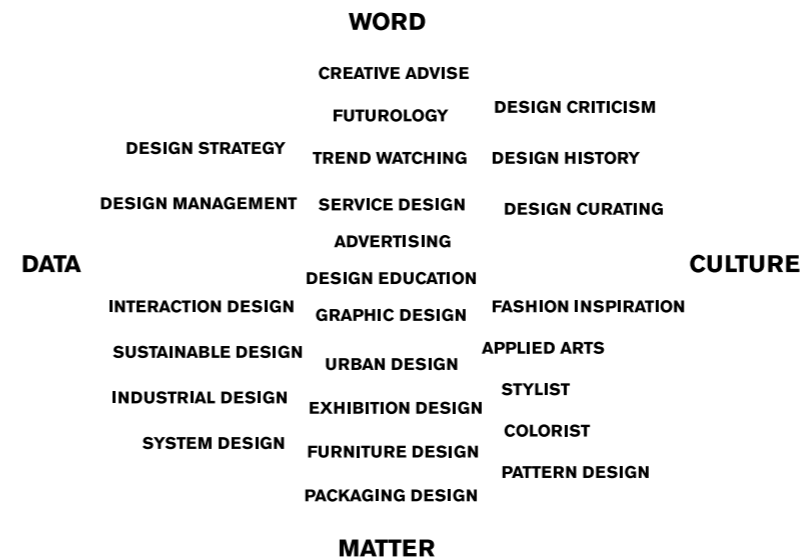 WORD
CREATIVE ADVISE
DESIGN CRITICISM
FUTUROLOGY
DESIGN STRATEGY
TREND WATCHING
DESIGN HISTORY
DESIGN MANAGEMENT
SERVICE DESIGN
DESIGN CURATING
ADVERTISING
DATA
CULTURE
DESIGN EDUCATION
INTERACTION DESIGN
GRAPHIC DESIGN
FASHION INSPIRATION
SUSTAINABLE DESIGN
URBAN DESIGN
APPLIED ARTS
INDUSTRIAL DESIGN
EXHIBITION DESIGN
STYLIST
COLORIST
SYSTEM DESIGN
FURNITURE DESIGN
PATTERN DESIGN
PACKAGING DESIGN
MATTER